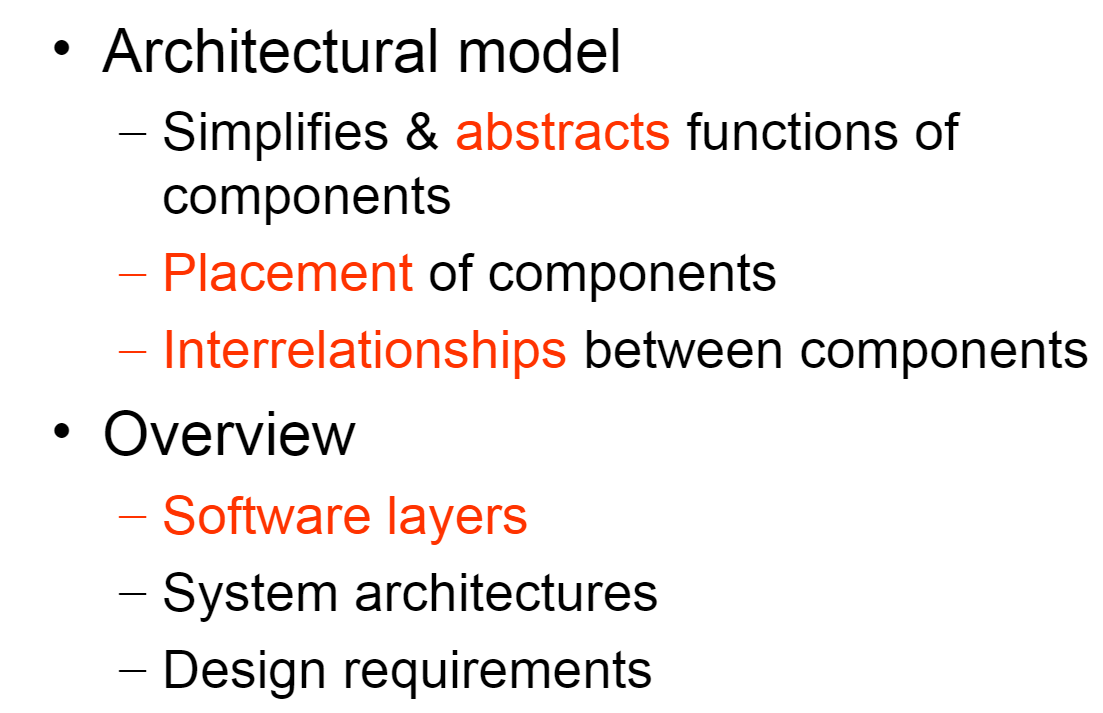 • Architectural model
– Simplifies & abstracts functions of
components
– Placement of components
– Interrelationships between components
• Overview
– Software layers
– System architectures
– Design requirements